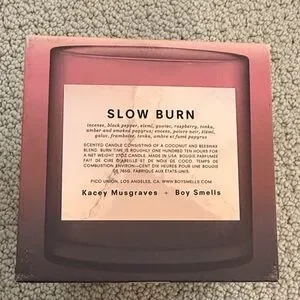 SLOW BURN
incense, black pepper, elemi, guaiac, raspberry, tonka,
amber and smoked papyrus; encens, poivre noir, élémi,
gaïac, framboise, tonka, ambre et fumé papyrus
SCENTED CANDLE CONSISTING OF A COCONUT AND BEESWAX
BLEND. BURN TIME IS ROUGHLY ONE HUNDRED TEN HOURS FOR
A NET WEIGHT 27OZ CANDLE. MADE IN USA. BOUGIE PARFUMÉE
FAIT DE CIRE D'ABEILLE ET DE NOIX DE COCO. TEMPS DE
COMBUSTION ENVIRON—CENT DIX HEURES POUR UNE BOUGIE
DE 765G. FABRIQUÉ AUX ÉTATS-UNIS.
PICO UNION, LOS ANGELES, CA. WWW.BOYSMELLS.COM
Kacey Musgraves + Boy Smells